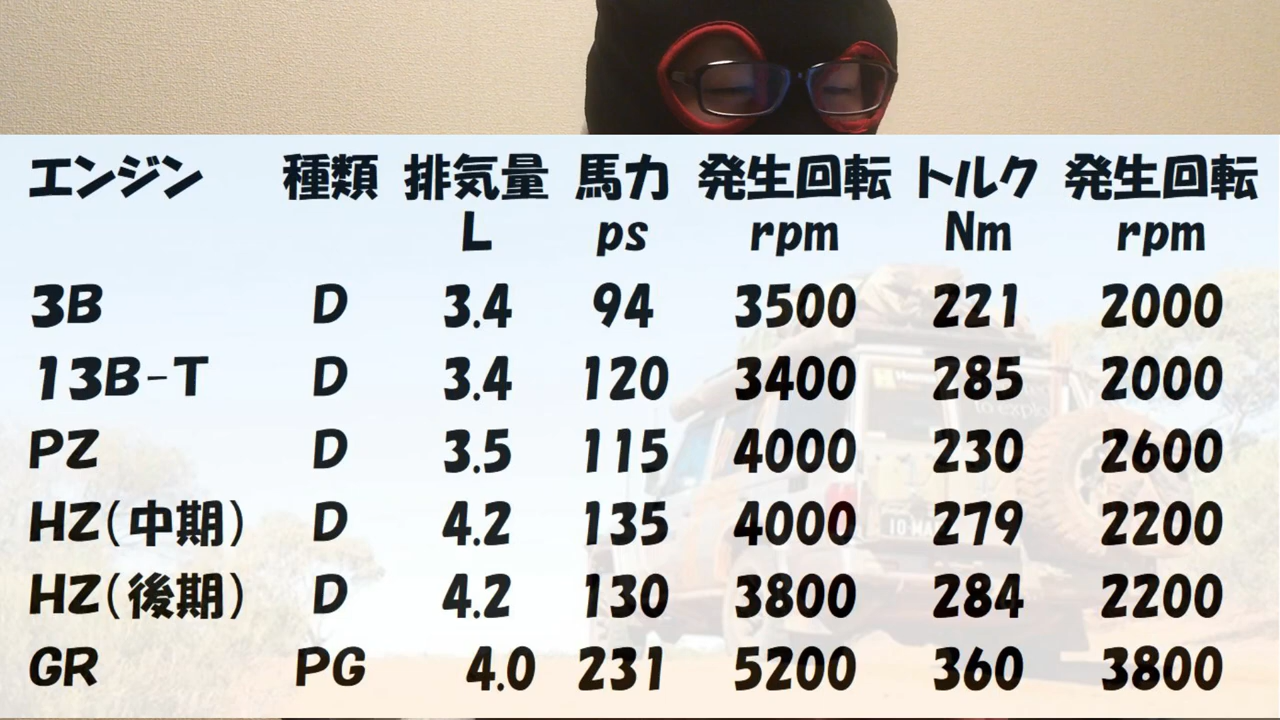 エンジン 種類 排気量 馬力 発生回転 トルク 発生回転
L ps rpm Nm rpm
3B D 3.4 94 3500 221 2000
13B-T D 3.4 120 3400 285 2000
PZ D 3.5 115 4000 230 2600
HZ(中期) D 4.2 135 4000 279 2200
HZ(後期) D 4.2 130 3800 284 2200
GR PG 4.0 231 5200 360 3800